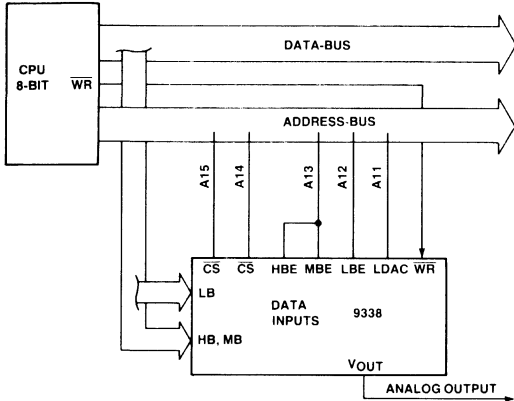 DATA-BUS
CPU
8-BIT
WR
ADDRESS-BUS
A15
A14
A13
A12
A11
CS CS HBE MBE LBE LDAC WR
LB
DATA
INPUTS
9338
HB, MB
VOUT
ANALOG OUTPUT